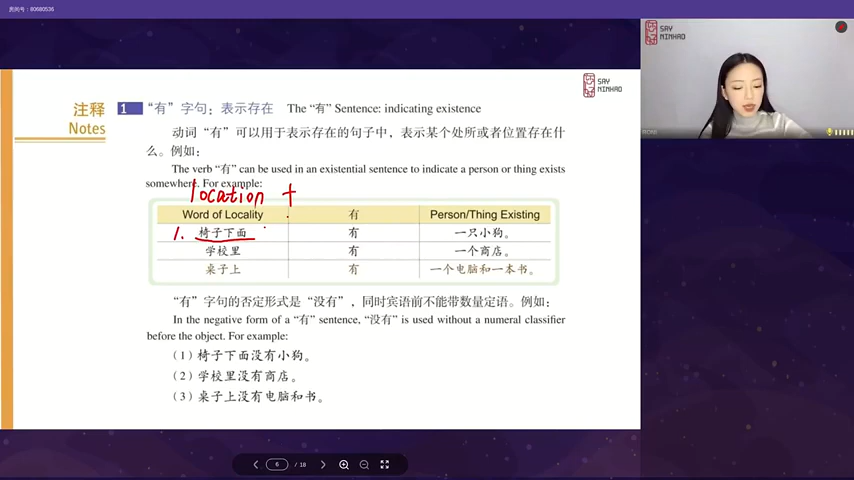 房间号：80680536
SAY
NINHAO
SAY
NINHAO
注释
Notes
1 “有”字句：表示存在 The “有” Sentence: indicating existence
动词“有”可以用于表示存在的句子中，表示某个处所或者位置存在什
么。例如：
The verb “有” can be used in an existential sentence to indicate a person or thing exists
somewhere. For example:
location +
Word of Locality 有 Person/Thing Existing
1. 椅子下面 有 一只小狗。
学校里 有 一个商店。
桌子上 有 一个电脑和一本书。
“有”字句的否定形式是“没有”，同时宾语前不能带数量定语。例如：
In the negative form of a “有” sentence, “没有” is used without a numeral classifier
before the object. For example:
（1）椅子下面没有小狗。
（2）学校里没有商店。
（3）桌子上没有电脑和书。
6 / 18